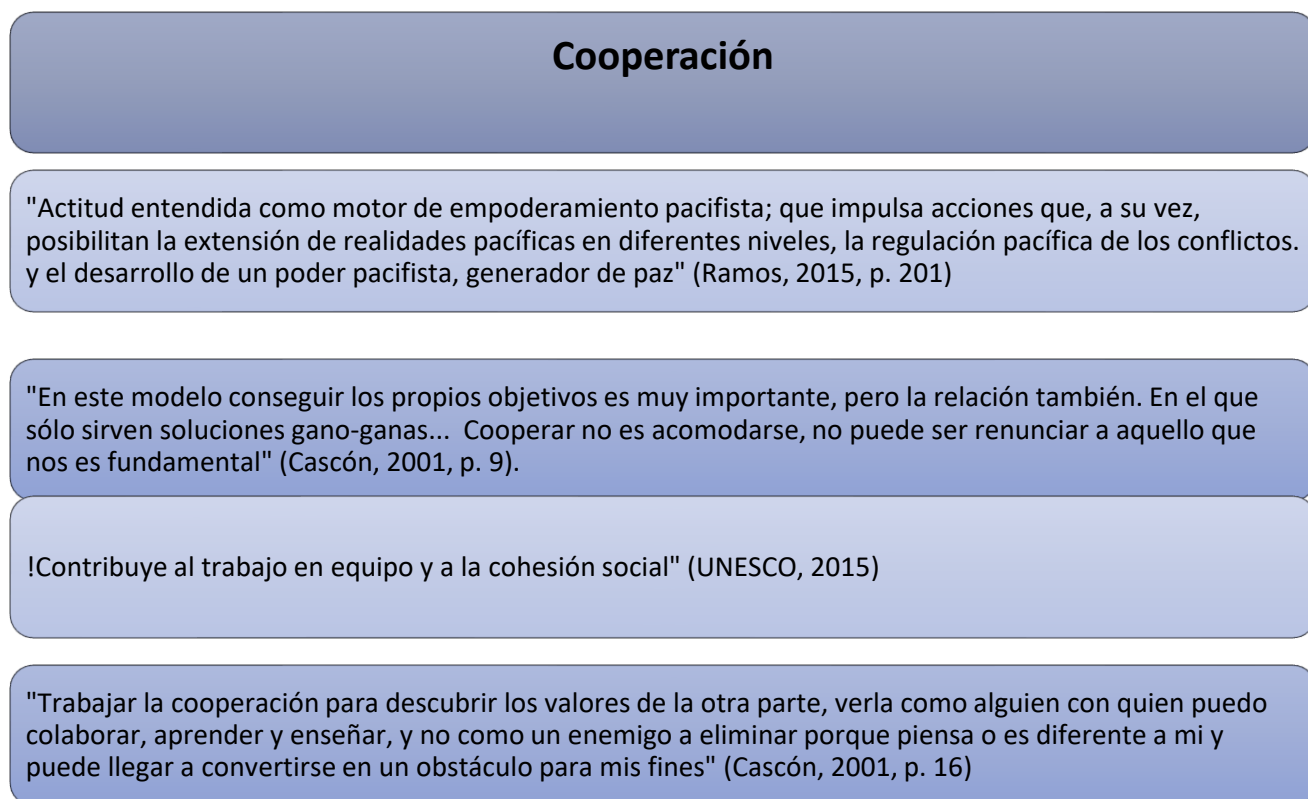 Cooperación
"Actitud entendida como motor de empoderamiento pacifista; que impulsa acciones que, a su vez,
posibilitan la extensión de realidades pacíficas en diferentes niveles, la regulación pacífica de los conflictos.
y el desarrollo de un poder pacifista, generador de paz" (Ramos, 2015, p. 201)
"En este modelo conseguir los propios objetivos es muy importante, pero la relación también. En el que
sólo sirven soluciones gano-ganas... Cooperar no es acomodarse, no puede ser renunciar a aquello que
nos es fundamental" (Cascón, 2001, p. 9).
!Contribuye al trabajo en equipo y a la cohesión social" (UNESCO, 2015)
"Trabajar la cooperación para descubrir los valores de la otra parte, verla como alguien con quien puedo
colaborar, aprender y enseñar, y no como un enemigo a eliminar porque piensa o es diferente a mi y
puede llegar a convertirse en un obstáculo para mis fines" (Cascón, 2001, p. 16)